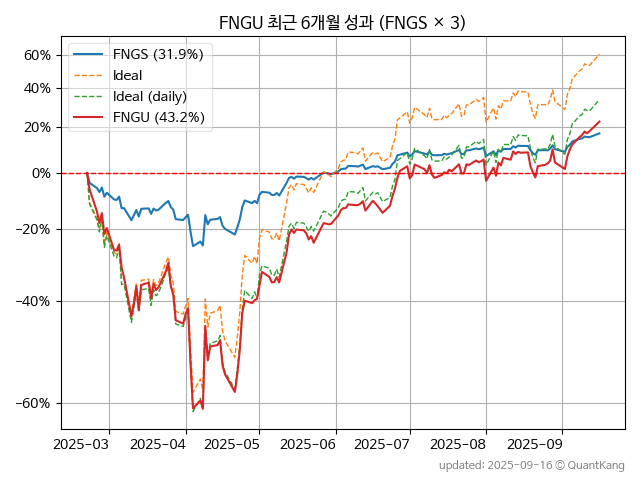 FNGU 최근 6개월 성과 (FNGS × 3)
FNGS (31.9%)
Ideal
Ideal (daily)
FNGU (43.2%)
60%
40%
20%
0%
−20%
−40%
−60%
2025-03 2025-04 2025-05 2025-06 2025-07 2025-08 2025-09
updated: 2025-09-16 © QuantKang